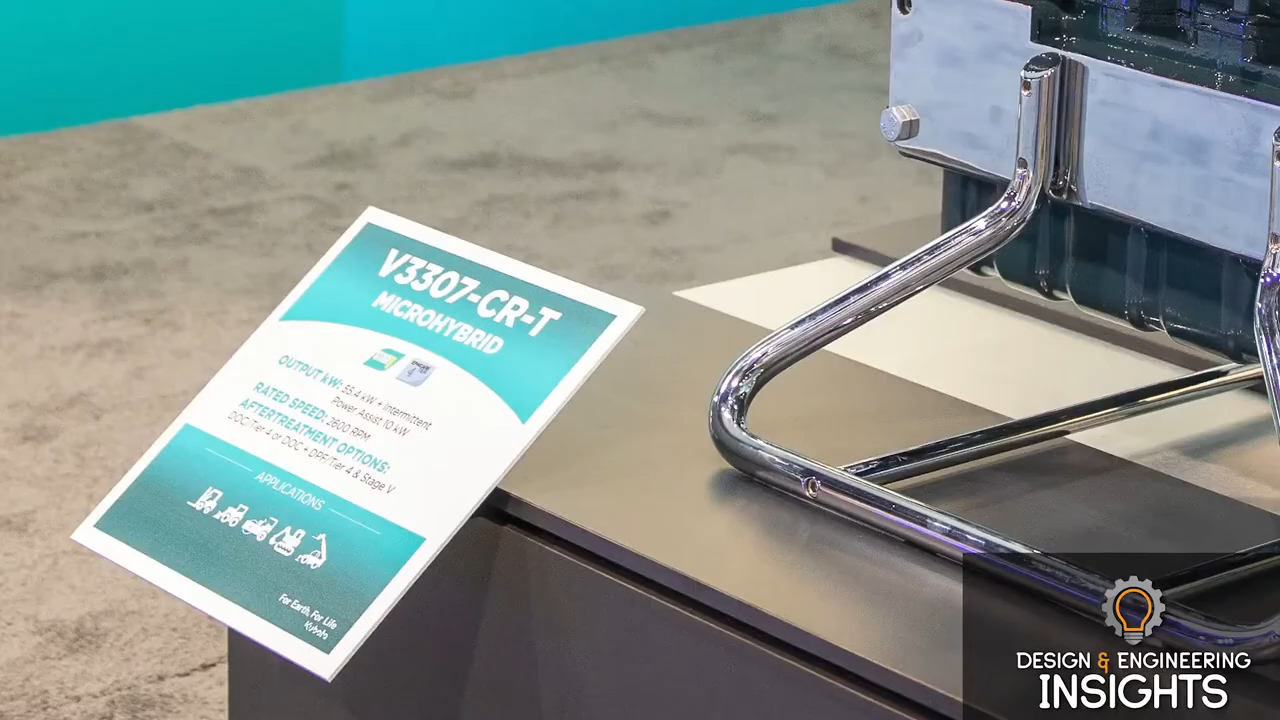 V3307-CR-T
MICROHYBRID
OUTPUT kW: 55.4 kW + Intermittent
Power Assist 10 kW
RATED SPEED: 2600 RPM
AFTERTREATMENT OPTIONS:
DOC/Tier 4 or DOC + DPF/Tier 4 & Stage V
APPLICATIONS
For Earth, For Life
Kubota
DESIGN & ENGINEERING
INSIGHTS